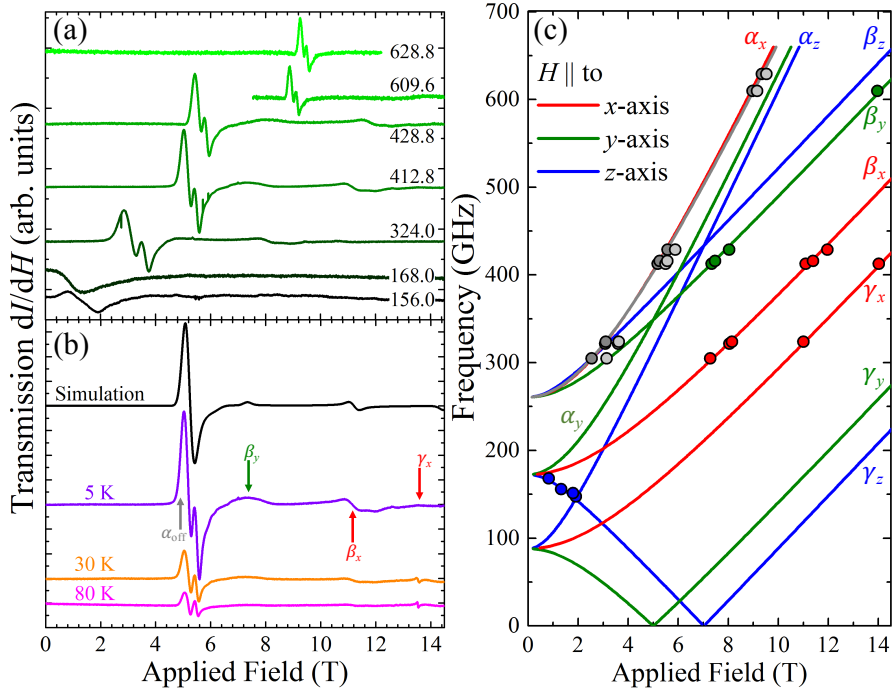 Transmission dI/dH (arb. units)
(a)
628.8
609.6
428.8
412.8
324.0
168.0
156.0
(b)
Simulation
5 K
30 K
80 K
α_off
β_y
β_x
γ_x
0 2 4 6 8 10 12 14
Applied Field (T)
(c)
Frequency (GHz)
700
600
500
400
300
200
100
0
H || to
x-axis
y-axis
z-axis
α_x
α_z
β_z
β_y
β_x
γ_x
α_y
γ_y
γ_z
0 2 4 6 8 10 12 14
Applied Field (T)